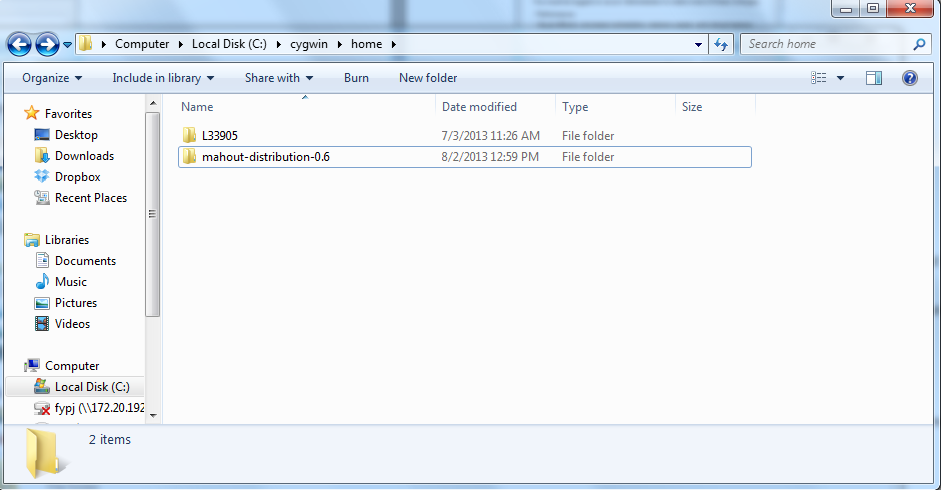 Computer Local Disk (C:) cygwin home
Search home
Organize Include in library Share with Burn New folder
Favorites
Desktop
Downloads
Dropbox
Recent Places
Libraries
Documents
Music
Pictures
Videos
Computer
Local Disk (C:)
fypj (\\172.20.192
Name Date modified Type Size
L33905 7/3/2013 11:26 AM File folder
mahout-distribution-0.6 8/2/2013 12:59 PM File folder
2 items